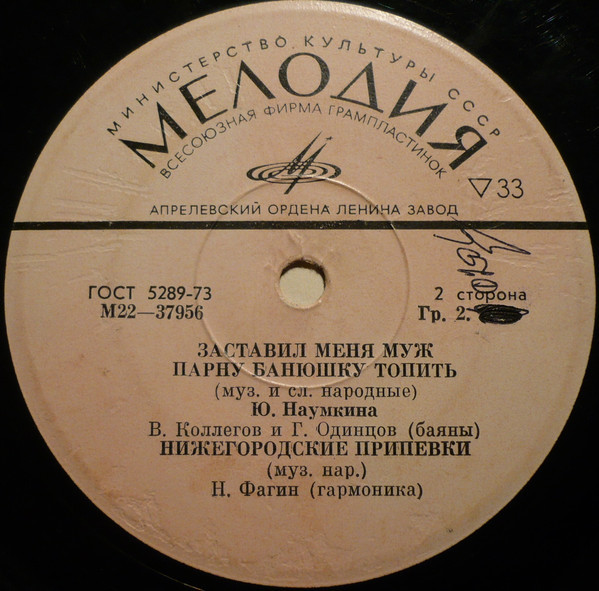 МИНИСТЕРСТВО КУЛЬТУРЫ СССР
МЕЛОДИЯ
ВСЕСОЮЗНАЯ ФИРМА ГРАМПЛАСТИНОК
▽33
АПРЕЛЕВСКИЙ ОРДЕНА ЛЕНИНА ЗАВОД
ГОСТ 5289-73
2 сторона
М22—37956
Гр. 2.
ЗАСТАВИЛ МЕНЯ МУЖ
ПАРНУ БАНЮШКУ ТОПИТЬ
(муз. и сл. народные)
Ю. Наумкина
В. Коллегов и Г. Одинцов (баяны)
НИЖЕГОРОДСКИЕ ПРИПЕВКИ
(муз. нар.)
Н. Фагин (гармоника)